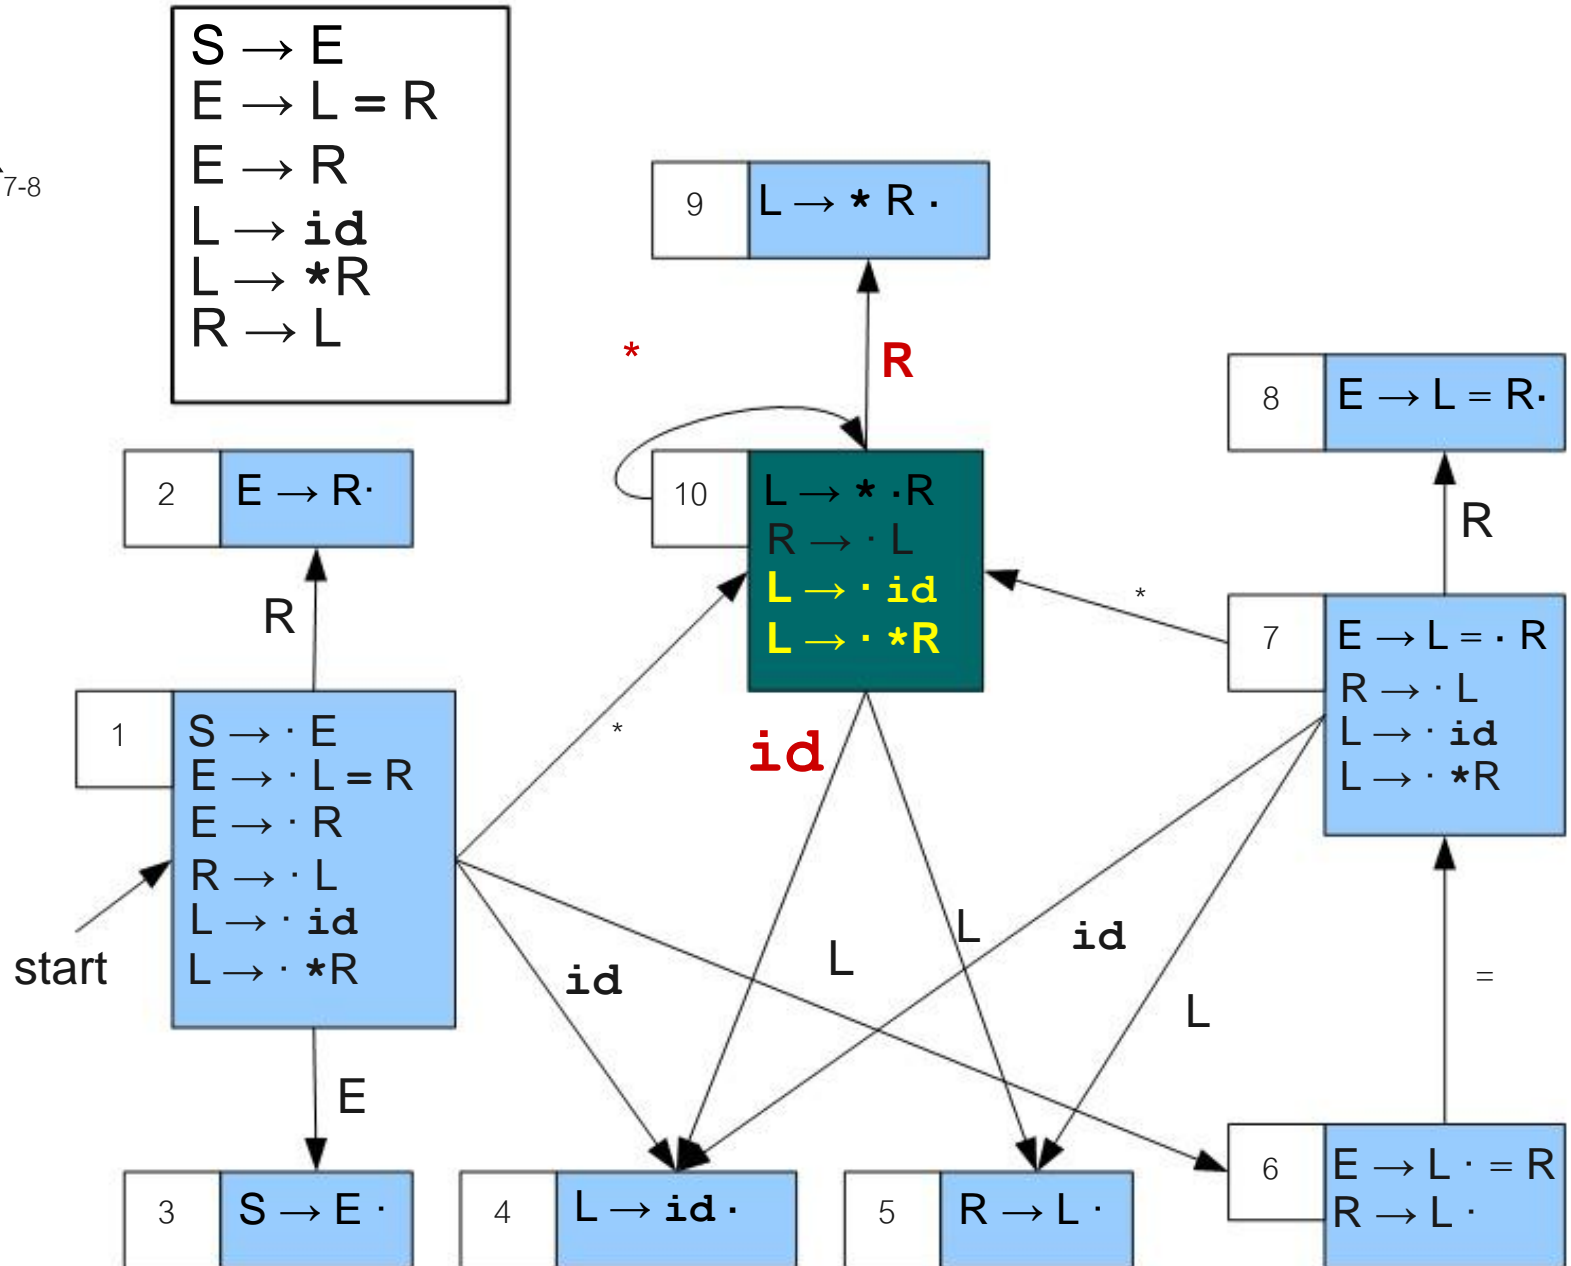 S → E
E → L = R
E → R
L → id
L → *R
R → L
7-8
9
L → * R ·
*
R
8
E → L = R·
2
E → R·
10
L → * ·R
R → · L
L → · id
L → · *R
R
R
*
7
E → L = · R
R → · L
L → · id
L → · *R
1
S → · E
E → · L = R
E → · R
R → · L
L → · id
L → · *R
*
id
start
id
L
L
id
L
=
E
3
S → E ·
4
L → id ·
5
R → L ·
6
E → L · = R
R → L ·